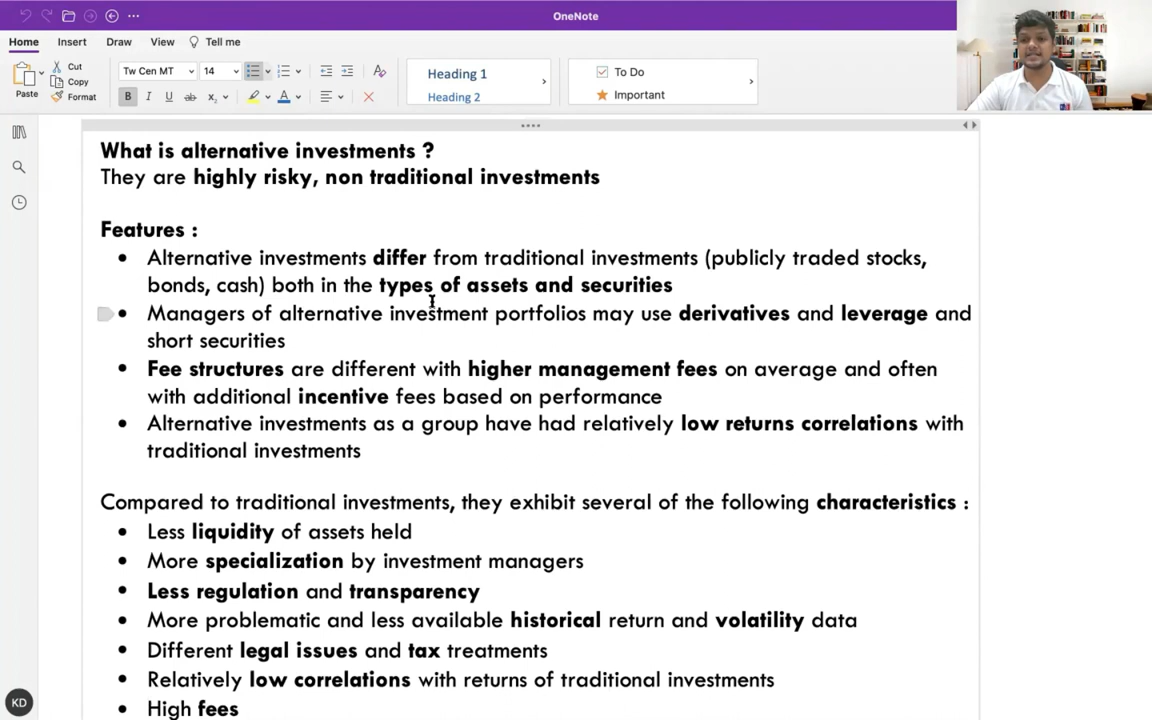 OneNote
Home Insert Draw View Tell me
Cut
Copy
Format
Paste
Tw Cen MT 14
B I U ab x₂ A
Heading 1
Heading 2
To Do
Important
What is alternative investments ?
They are highly risky, non traditional investments
Features :
• Alternative investments differ from traditional investments (publicly traded stocks,
bonds, cash) both in the types of assets and securities
• Managers of alternative investment portfolios may use derivatives and leverage and
short securities
• Fee structures are different with higher management fees on average and often
with additional incentive fees based on performance
• Alternative investments as a group have had relatively low returns correlations with
traditional investments
Compared to traditional investments, they exhibit several of the following characteristics :
• Less liquidity of assets held
• More specialization by investment managers
• Less regulation and transparency
• More problematic and less available historical return and volatility data
• Different legal issues and tax treatments
• Relatively low correlations with returns of traditional investments
• High fees
KD